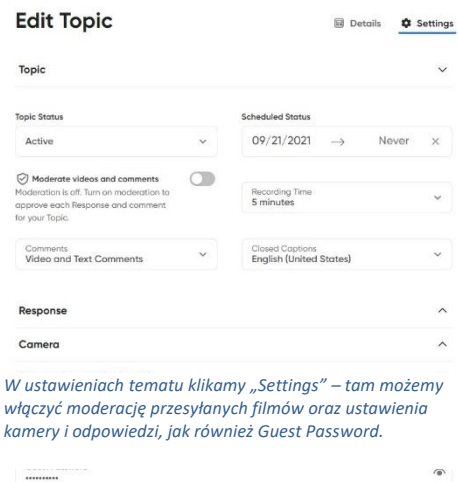 Edit Topic
Details
Settings
Topic
Topic Status
Scheduled Status
Active
09/21/2021 → Never ×
Moderate videos and comments
Moderation is off. Turn on moderation to
approve each Response and comment
for your Topic.
Recording Time
5 minutes
Comments
Video and Text Comments
Closed Captions
English (United States)
Response
Camera
W ustawieniach tematu klikamy „Settings” – tam możemy
włączyć moderację przesyłanych filmów oraz ustawienia
kamery i odpowiedzi, jak również Guest Password.
••••••••••